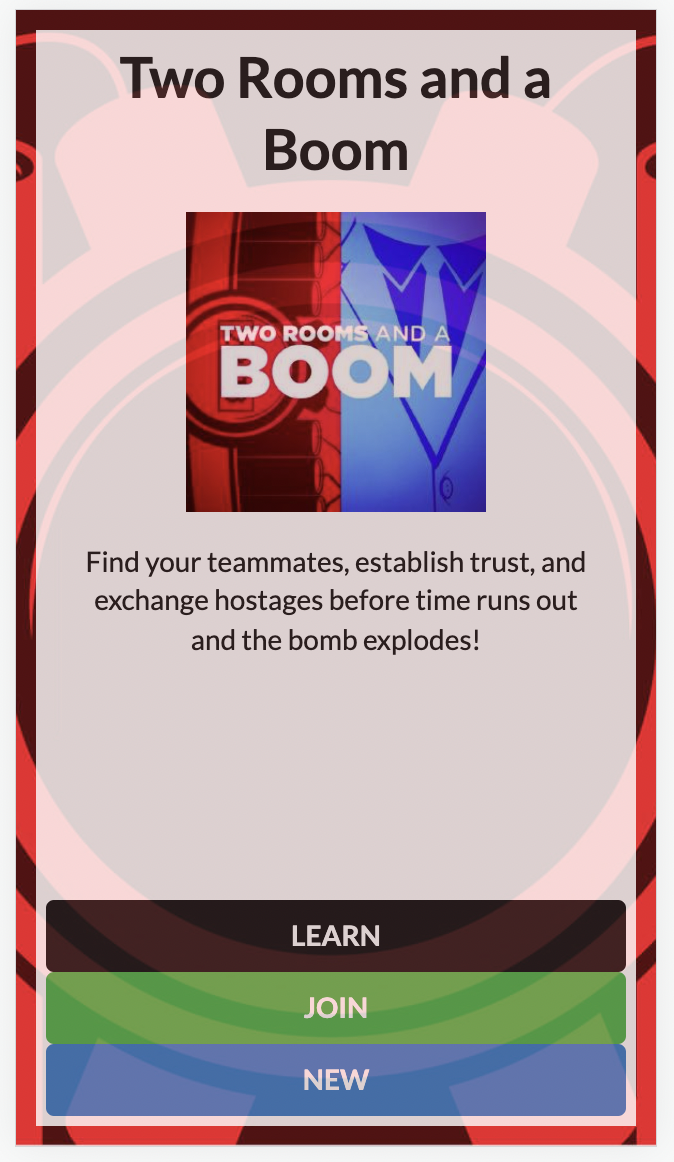 Two Rooms and a
Boom
TWO ROOMS AND A
BOOM
Find your teammates, establish trust, and
exchange hostages before time runs out
and the bomb explodes!
LEARN
JOIN
NEW